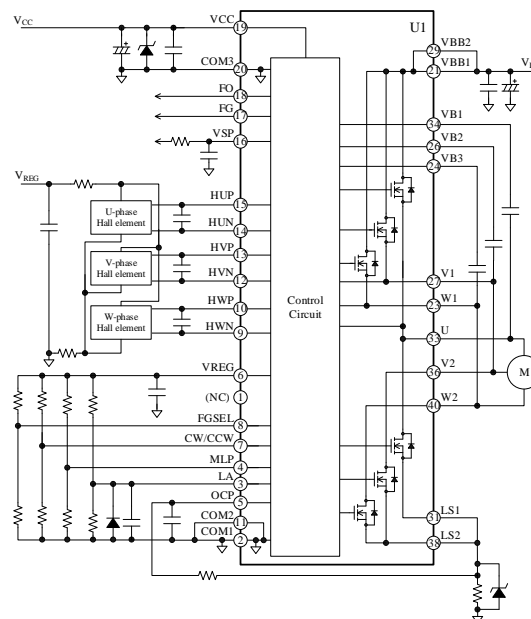 U1
VCC
VCC
19
COM3
20
FO
18
FG
17
VSP
16
VREG
HUP
15
U-phase
Hall element
HUN
14
HVP
13
V-phase
Hall element
HVN
12
HWP
10
W-phase
Hall element
HWN
9
VREG
6
(NC)
1
FGSEL
8
CW/CCW
7
MLP
4
LA
3
OCP
5
COM2
11
COM1
2
Control
Circuit
VBB2
29
VBB1
21
VB1
34
VB2
26
VB3
24
V1
27
W1
23
U
33
V2
36
M
W2
40
LS1
31
LS2
38